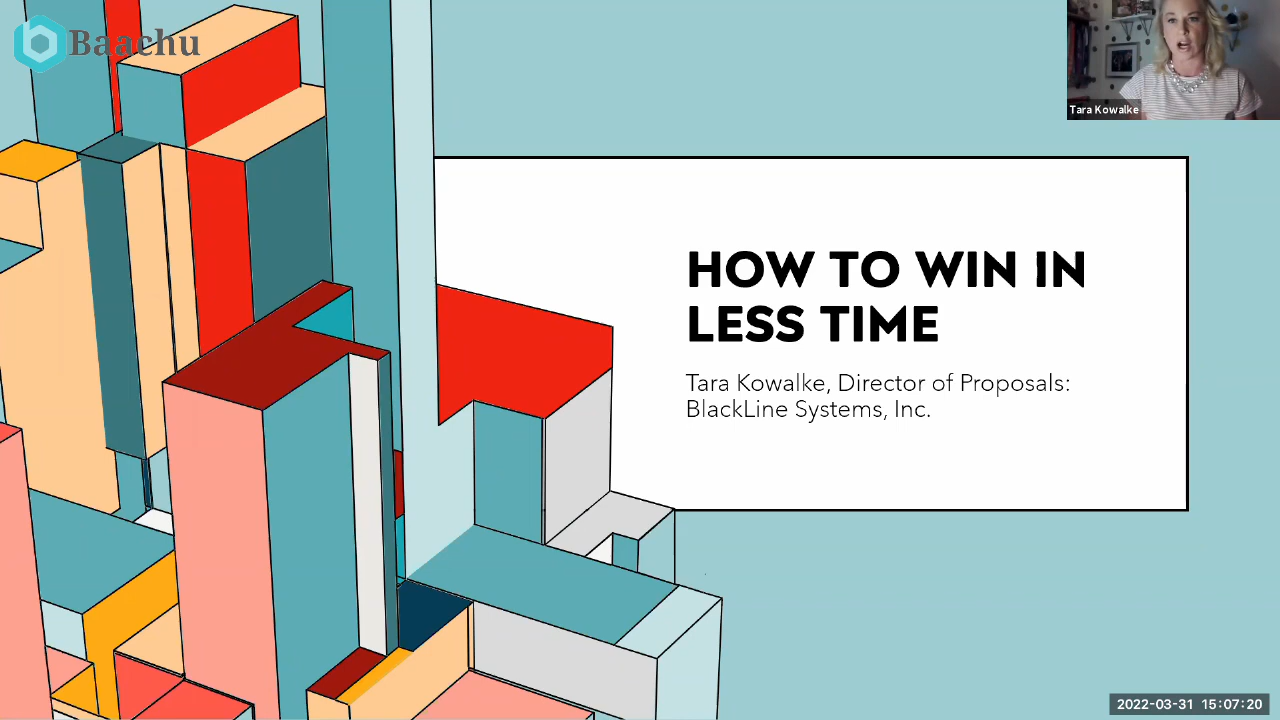 Baachu
Tara Kowalke
HOW TO WIN IN
LESS TIME
Tara Kowalke, Director of Proposals:
BlackLine Systems, Inc.
2022-03-31 15:07:20